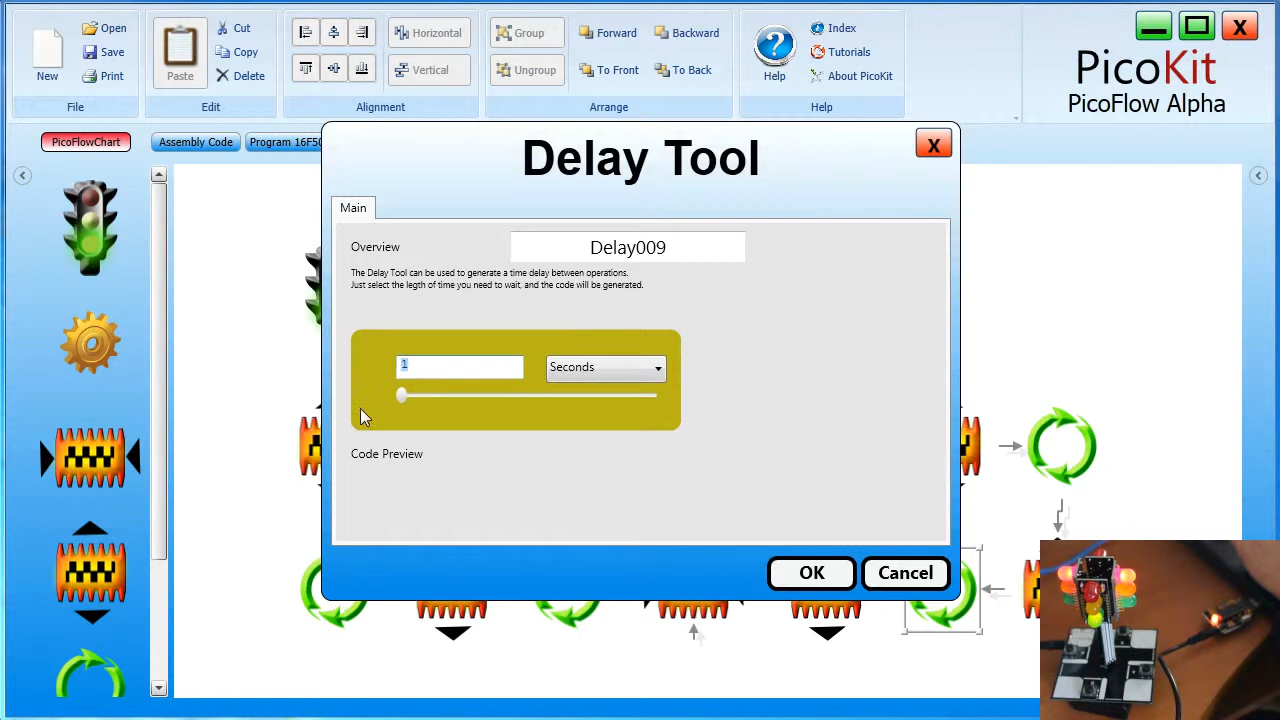 New
Open
Save
Print
File
Paste
Cut
Copy
Delete
Edit
Horizontal
Vertical
Alignment
Group
Ungroup
Forward
Backward
To Front
To Back
Arrange
Help
Index
Tutorials
About PicoKit
Help
X
PicoKit
PicoFlow Alpha
PicoFlowChart
Assembly Code
Program 16F50
Delay Tool
X
Main
Overview
Delay009
The Delay Tool can be used to generate a time delay between operations.
Just select the legth of time you need to wait, and the code will be generated.
1
Seconds
Code Preview
OK
Cancel